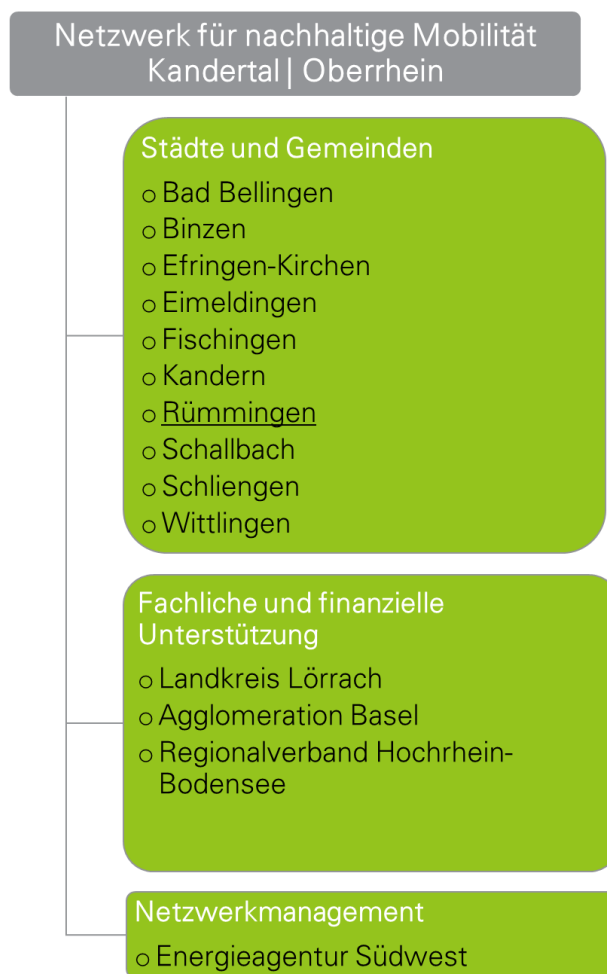 Netzwerk für nachhaltige Mobilität
Kandertal | Oberrhein
Städte und Gemeinden
o Bad Bellingen
o Binzen
o Efringen-Kirchen
o Eimeldingen
o Fischingen
o Kandern
o Rümmingen
o Schallbach
o Schliengen
o Wittlingen
Fachliche und finanzielle
Unterstützung
o Landkreis Lörrach
o Agglomeration Basel
o Regionalverband Hochrhein-
Bodensee
Netzwerkmanagement
o Energieagentur Südwest